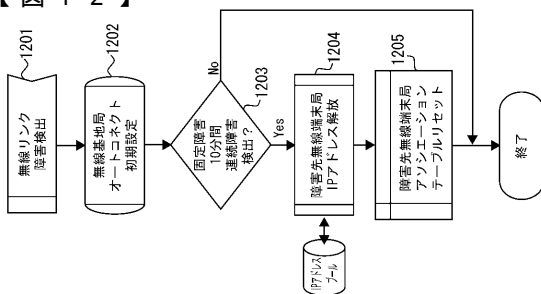 【図12】
1201
無線リンク
障害検出
1202
無線基地局
オートコネクト
初期設定
1203
固定障害
10分間
連続障害
検出?
No
Yes
1204
障害先無線端末局
IPアドレス解放
IPアドレス
プール
1205
障害先無線端末局
アソシエーション
テーブルリセット
終了